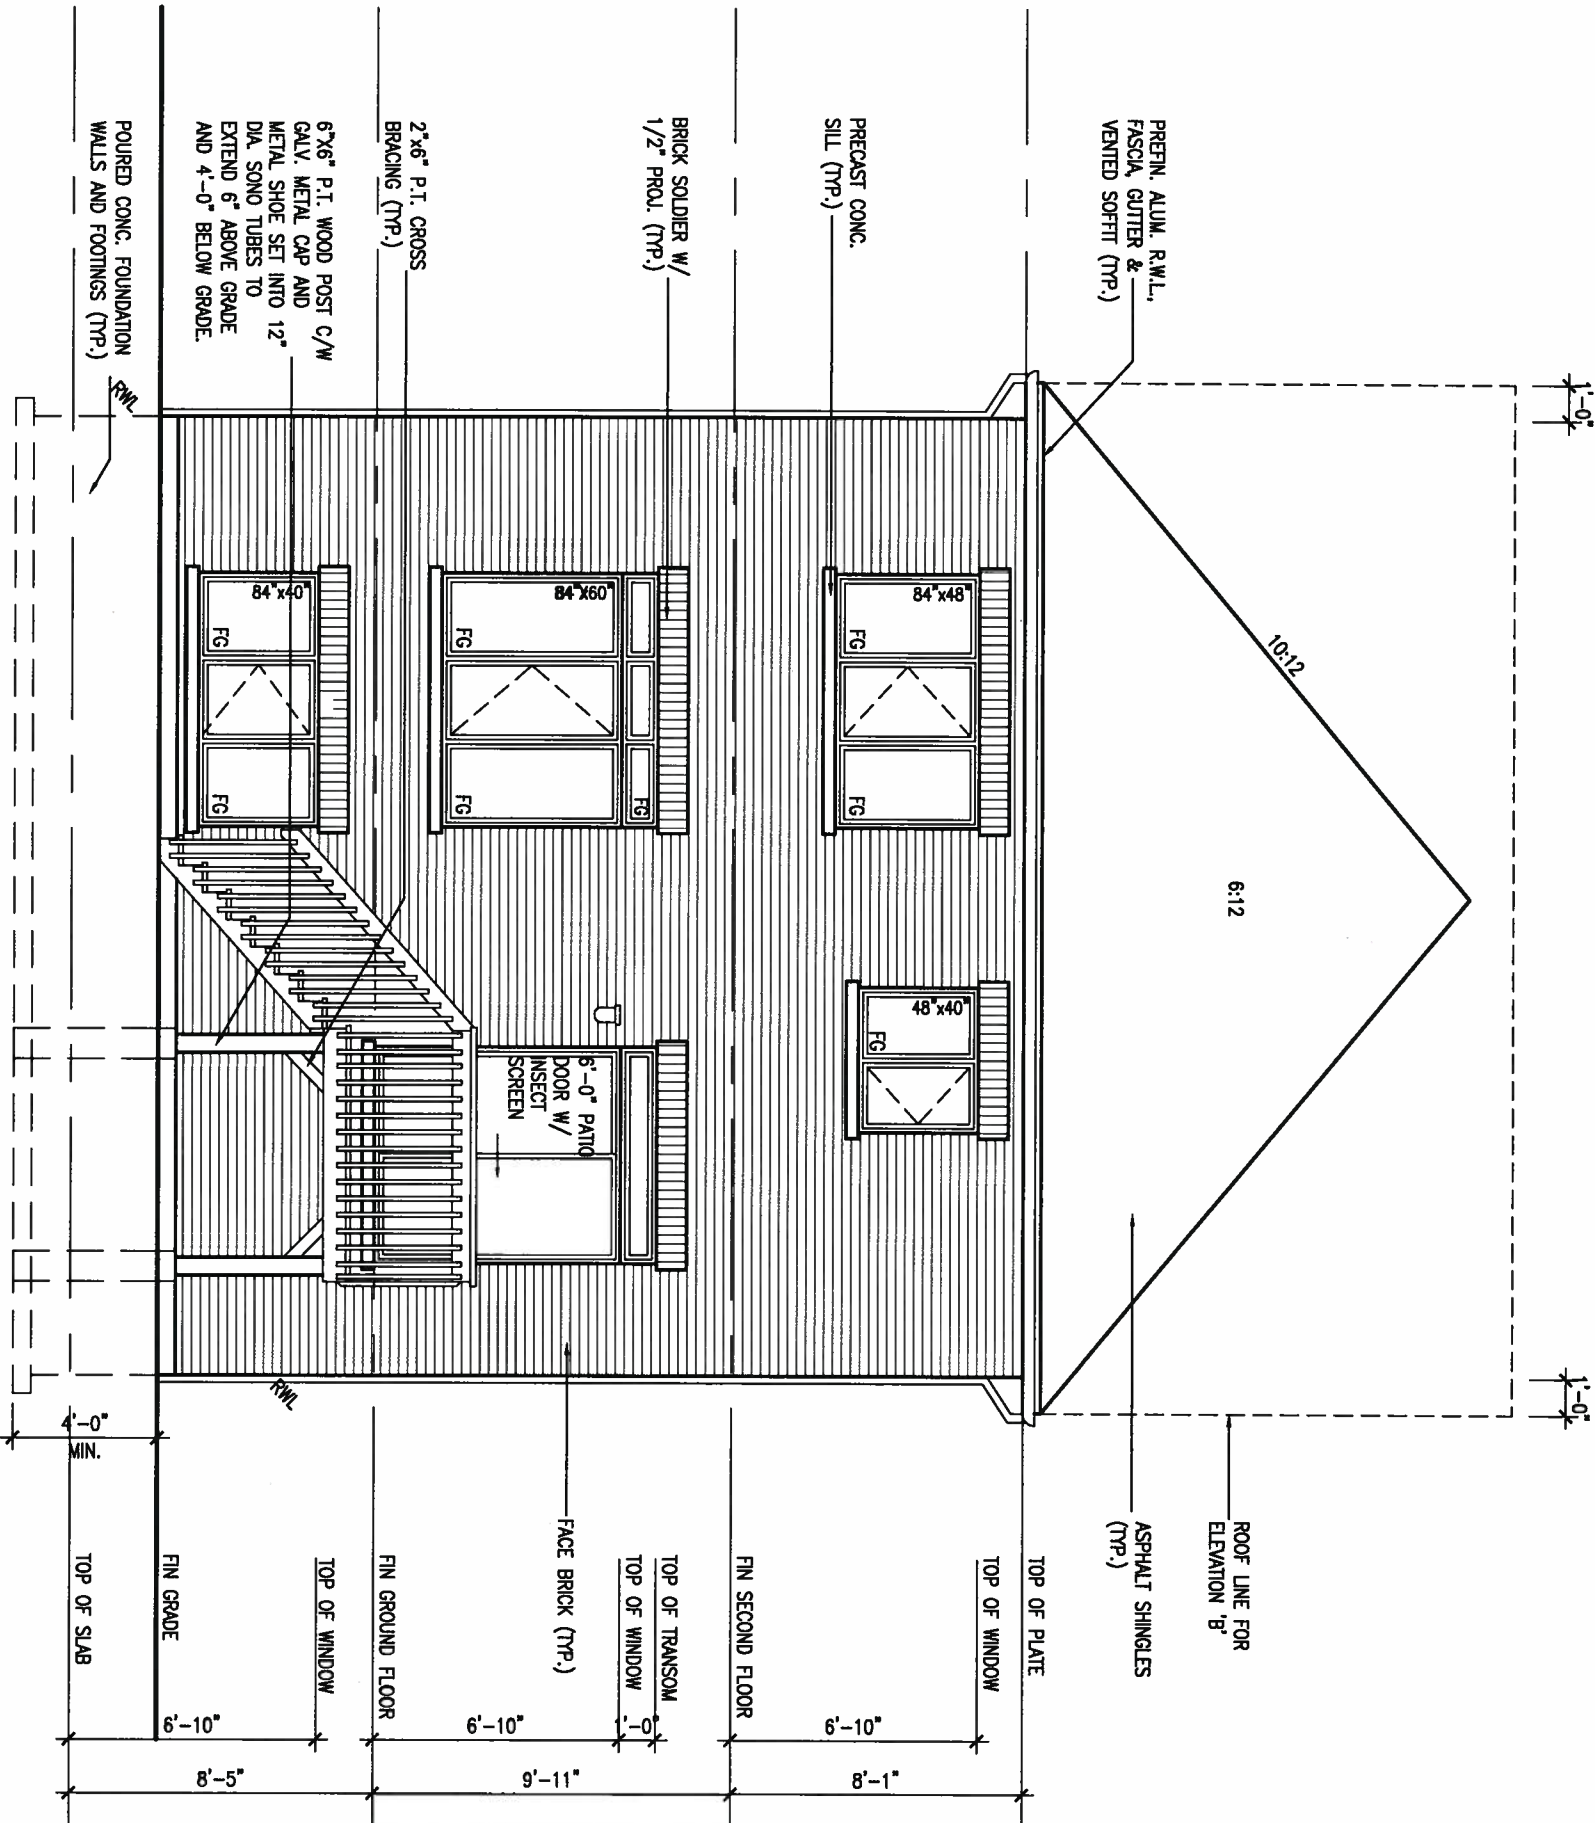 1'-0"
1'-0"
ROOF LINE FOR
ELEVATION 'B'
10:12
6:12
ASPHALT SHINGLES
(TYP.)
PREFIN. ALUM. R.W.L.,
FASCIA, GUTTER &
VENTED SOFFIT (TYP.)
TOP OF PLATE
TOP OF WINDOW
84"x48"
FG
FG
48"x40"
FG
PRECAST CONC.
SILL (TYP.)
6'-10"
8'-1"
FIN SECOND FLOOR
BRICK SOLDIER W/
1/2" PROJ. (TYP.)
TOP OF TRANSOM
TOP OF WINDOW
1'-0"
84"X60"
FG
FG
FG
6'-0" PATIO
DOOR W/
INSECT
SCREEN
FACE BRICK (TYP.)
6'-10"
9'-11"
2"x6" P.T. CROSS
BRACING (TYP.)
FIN GROUND FLOOR
6"X6" P.T. WOOD POST C/W
GALV. METAL CAP AND
METAL SHOE SET INTO 12"
DIA. SONO TUBES TO
EXTEND 6" ABOVE GRADE
AND 4'-0" BELOW GRADE.
TOP OF WINDOW
84"x40"
FG
FG
RWL
6'-10"
8'-5"
FIN GRADE
POURED CONC. FOUNDATION
WALLS AND FOOTINGS (TYP.)
RWL
4'-0"
MIN.
TOP OF SLAB